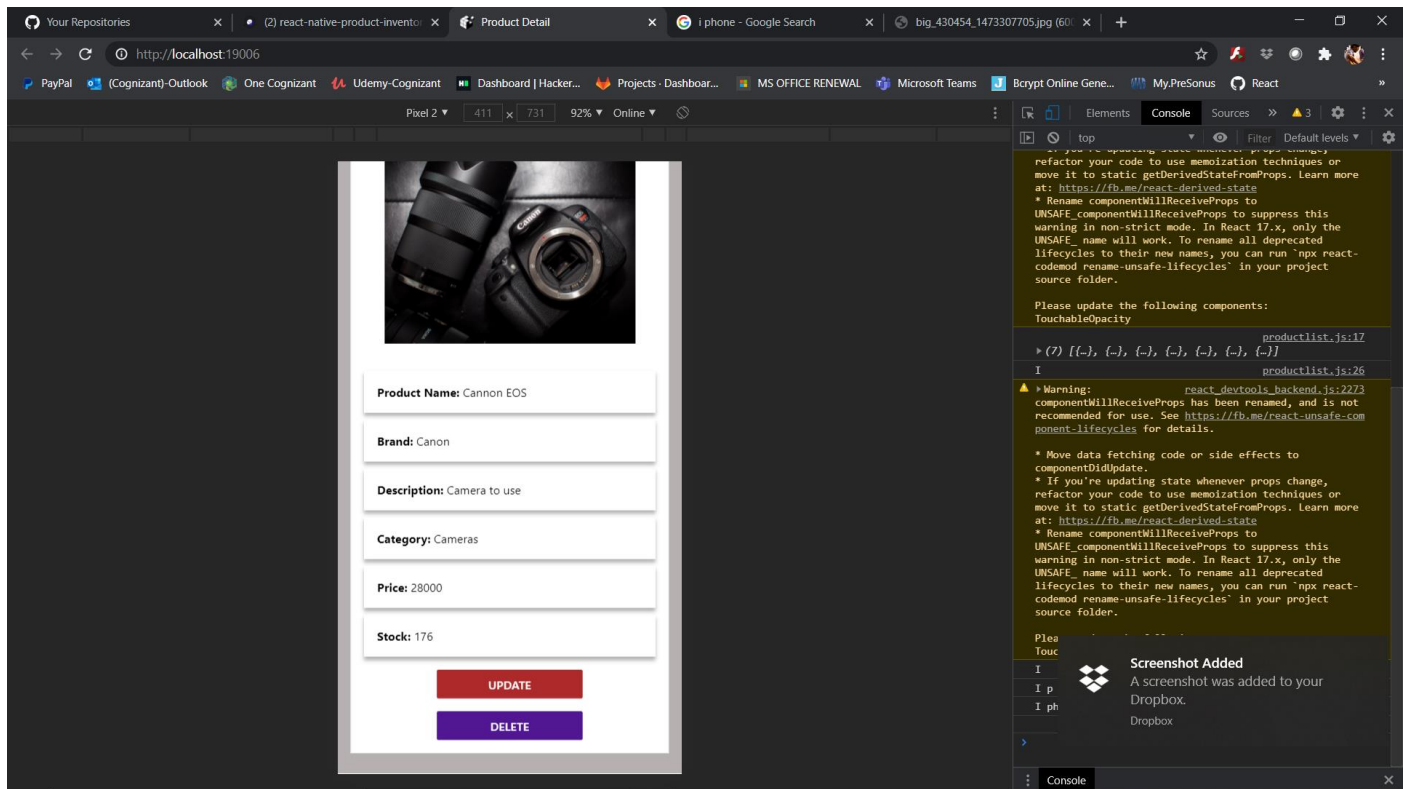 Your Repositories
(2) react-native-product-inventor
Product Detail
i phone - Google Search
big_430454_1473307705.jpg (60
http://localhost:19006
PayPal
(Cognizant)-Outlook
One Cognizant
Udemy-Cognizant
Dashboard | Hacker...
Projects · Dashboar...
MS OFFICE RENEWAL
Microsoft Teams
Bcrypt Online Gene...
My.PreSonus
React
»
Pixel 2 ▼ 411 x 731 92% ▼ Online ▼
Canon
Product Name: Cannon EOS
Brand: Canon
Description: Camera to use
Category: Cameras
Price: 28000
Stock: 176
UPDATE
DELETE
Elements Console Sources » 3
top Filter Default levels ▼
* If you're updating state whenever props change,
refactor your code to use memoization techniques or
move it to static getDerivedStateFromProps. Learn more
at: https://fb.me/react-derived-state
* Rename componentWillReceiveProps to
UNSAFE_componentWillReceiveProps to suppress this
warning in non-strict mode. In React 17.x, only the
UNSAFE_ name will work. To rename all deprecated
lifecycles to their new names, you can run `npx react-
codemod rename-unsafe-lifecycles` in your project
source folder.
Please update the following components:
TouchableOpacity
productlist.js:17
(7) [{…}, {…}, {…}, {…}, {…}, {…}, {…}]
I productlist.js:26
Warning: react_devtools_backend.js:2273
componentWillReceiveProps has been renamed, and is not
recommended for use. See https://fb.me/react-unsafe-com
ponent-lifecycles for details.
* Move data fetching code or side effects to
componentDidUpdate.
* If you're updating state whenever props change,
refactor your code to use memoization techniques or
move it to static getDerivedStateFromProps. Learn more
at: https://fb.me/react-derived-state
* Rename componentWillReceiveProps to
UNSAFE_componentWillReceiveProps to suppress this
warning in non-strict mode. In React 17.x, only the
UNSAFE_ name will work. To rename all deprecated
lifecycles to their new names, you can run `npx react-
codemod rename-unsafe-lifecycles` in your project
source folder.
Plea
Touc
I
I p
I ph
Screenshot Added
A screenshot was added to your
Dropbox.
Dropbox
Console